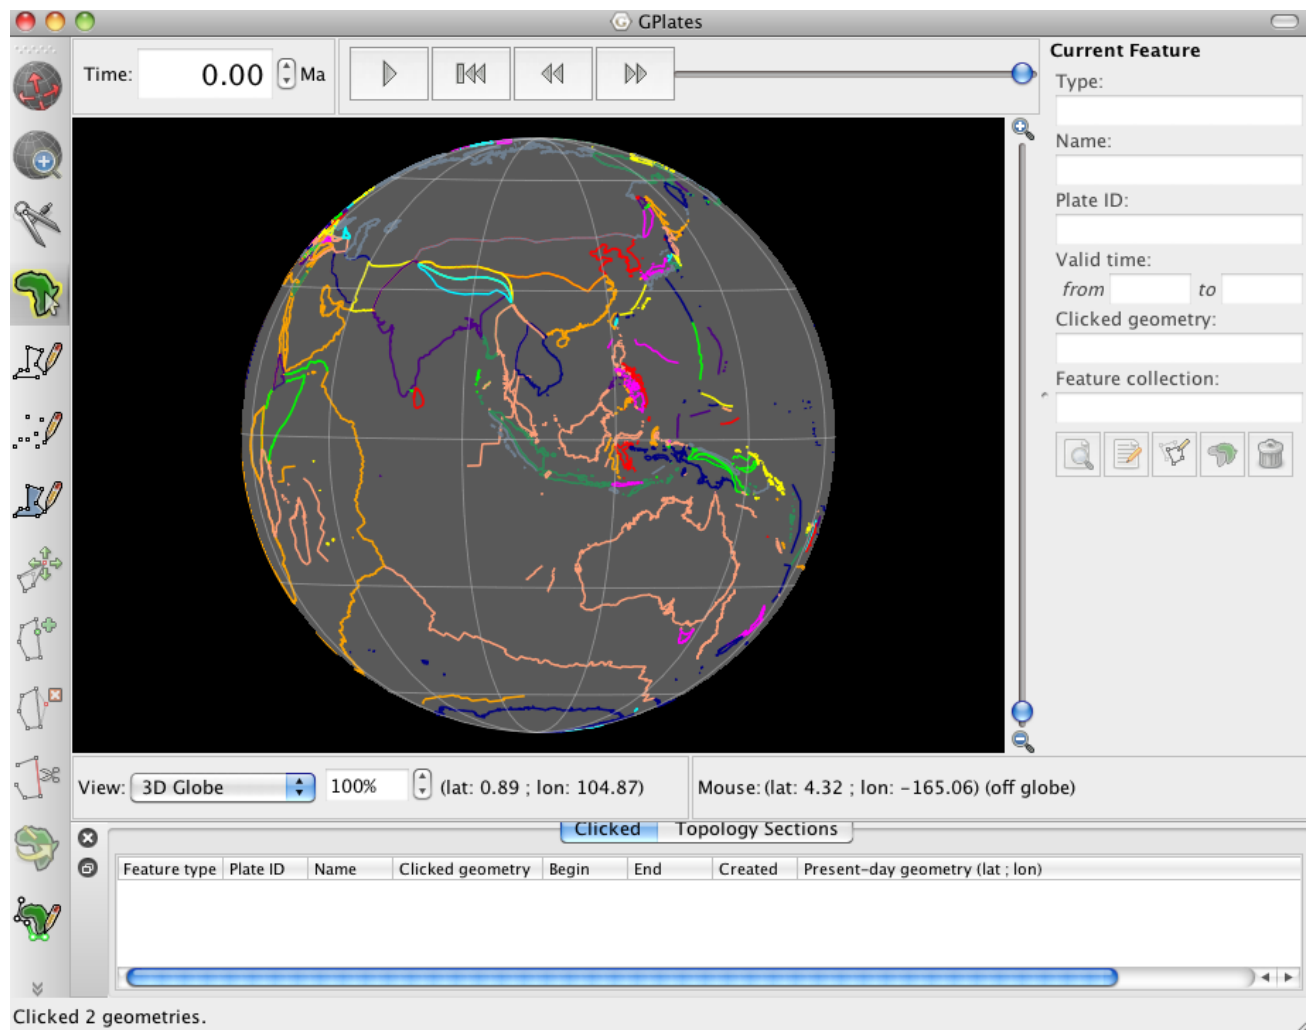 GPlates
Time: 0.00 Ma
Current Feature
Type:
Name:
Plate ID:
Valid time:
from to
Clicked geometry:
Feature collection:
View: 3D Globe 100% (lat: 0.89 ; lon: 104.87) Mouse: (lat: 4.32 ; lon: -165.06) (off globe)
Clicked Topology Sections
Feature type Plate ID Name Clicked geometry Begin End Created Present-day geometry (lat ; lon)
Clicked 2 geometries.